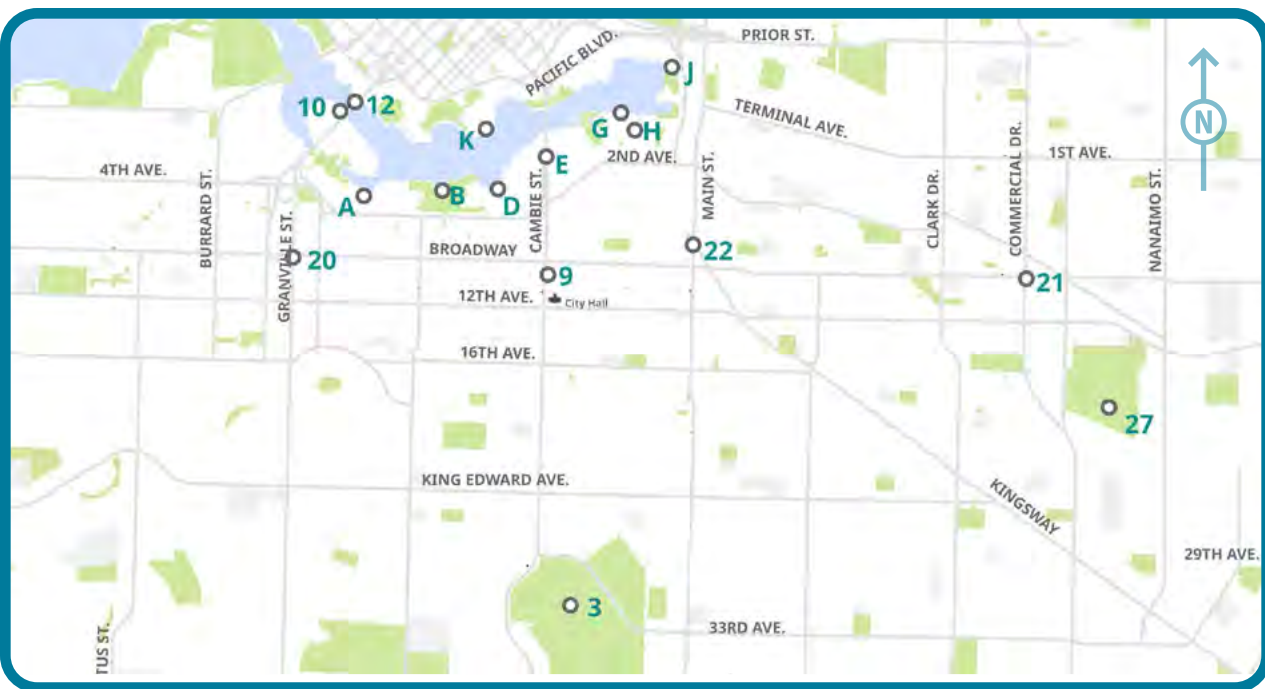 PRIOR ST.
PACIFIC BLVD.
J
10
12
G
H
K
TERMINAL AVE.
E
2ND AVE.
1ST AVE.
N
4TH AVE.
BURRARD ST.
A
B
D
CAMBIE ST.
MAIN ST.
CLARK DR.
COMMERCIAL DR.
NANAIMO ST.
GRANVILLE ST.
20
BROADWAY
22
9
21
12TH AVE.
City Hall
16TH AVE.
27
KING EDWARD AVE.
KINGSWAY
29TH AVE.
3
33RD AVE.
TUS ST.